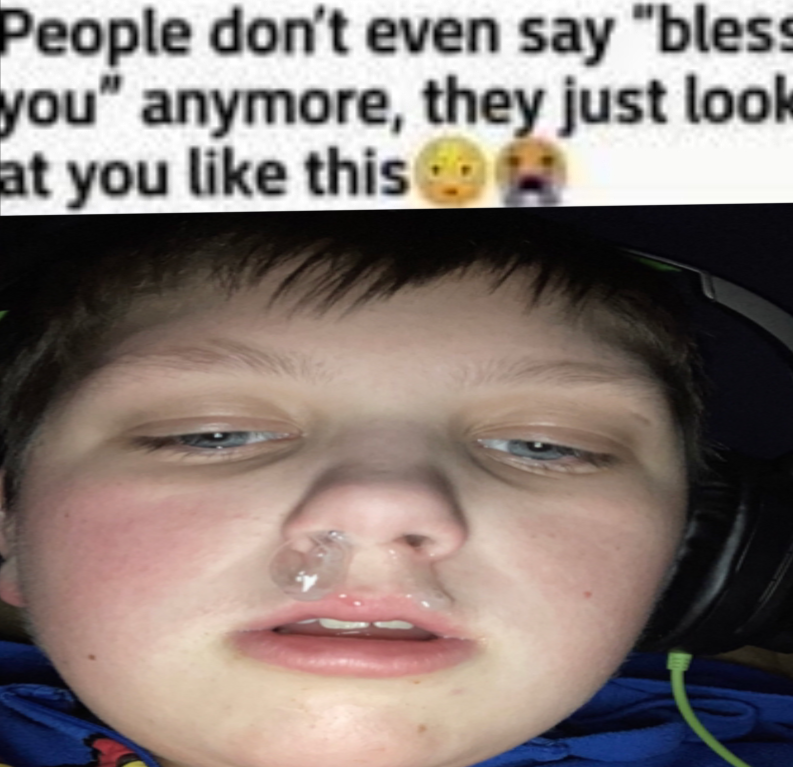 People don't even say "bless
you" anymore, they just look
at you like this😳😭